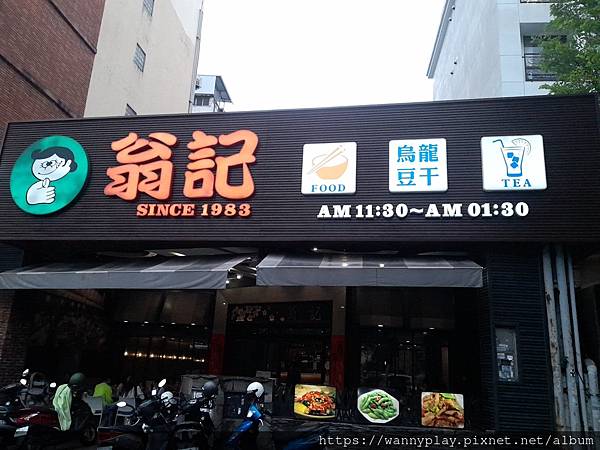 翁記
SINCE 1983
FOOD
烏龍
豆干
TEA
AM 11:30~AM 01:30
https://wannyplay.pixnet.net/album